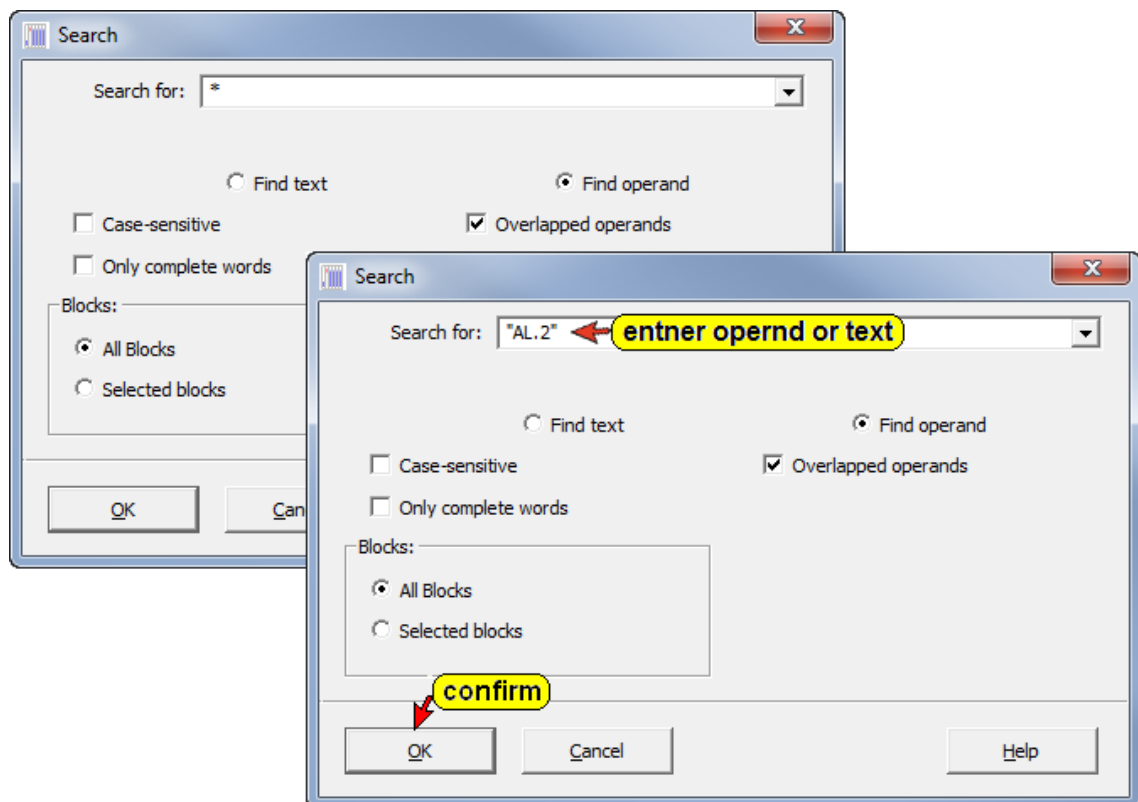 Search
Search for: *
Find text Find operand
Case-sensitive Overlapped operands
Only complete words
Blocks:
All Blocks
Selected blocks
OK Can
Search
Search for: "AL.2" entner opernd or text
Find text Find operand
Case-sensitive Overlapped operands
Only complete words
Blocks:
All Blocks
Selected blocks
confirm
OK Cancel Help